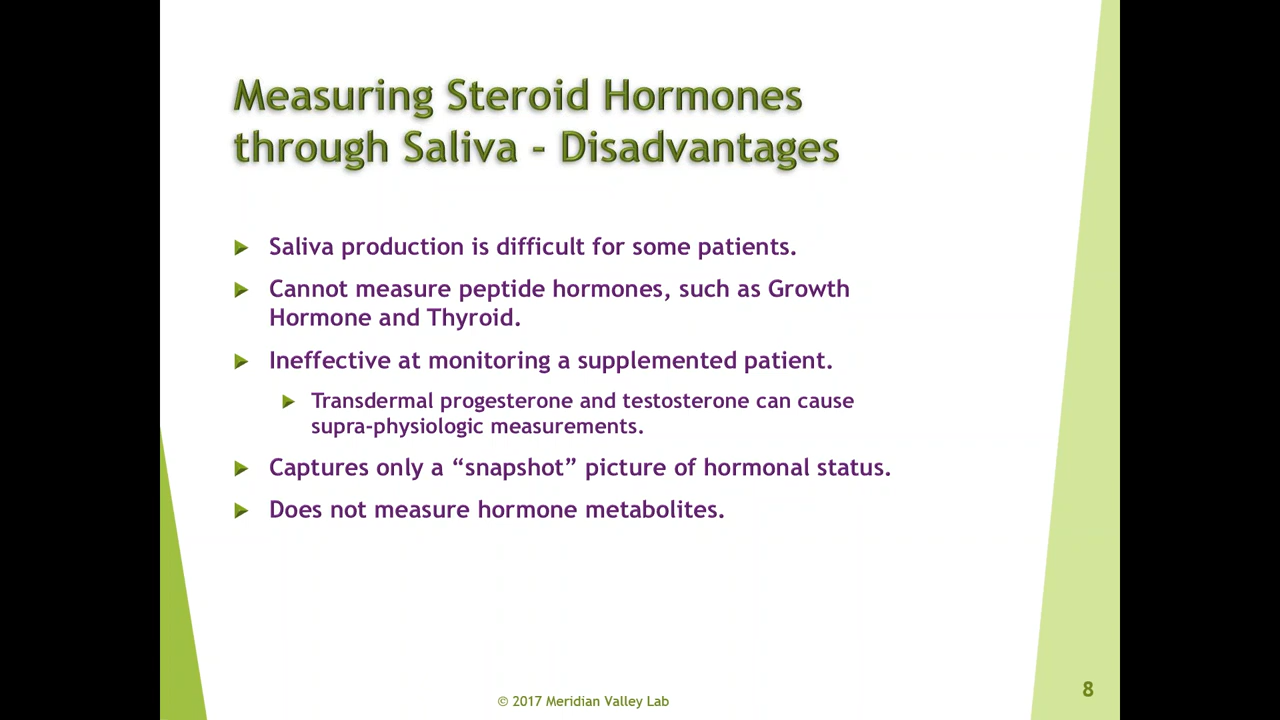 Measuring Steroid Hormones
through Saliva - Disadvantages
Saliva production is difficult for some patients.
Cannot measure peptide hormones, such as Growth
Hormone and Thyroid.
Ineffective at monitoring a supplemented patient.
Transdermal progesterone and testosterone can cause
supra-physiologic measurements.
Captures only a “snapshot” picture of hormonal status.
Does not measure hormone metabolites.
© 2017 Meridian Valley Lab
8